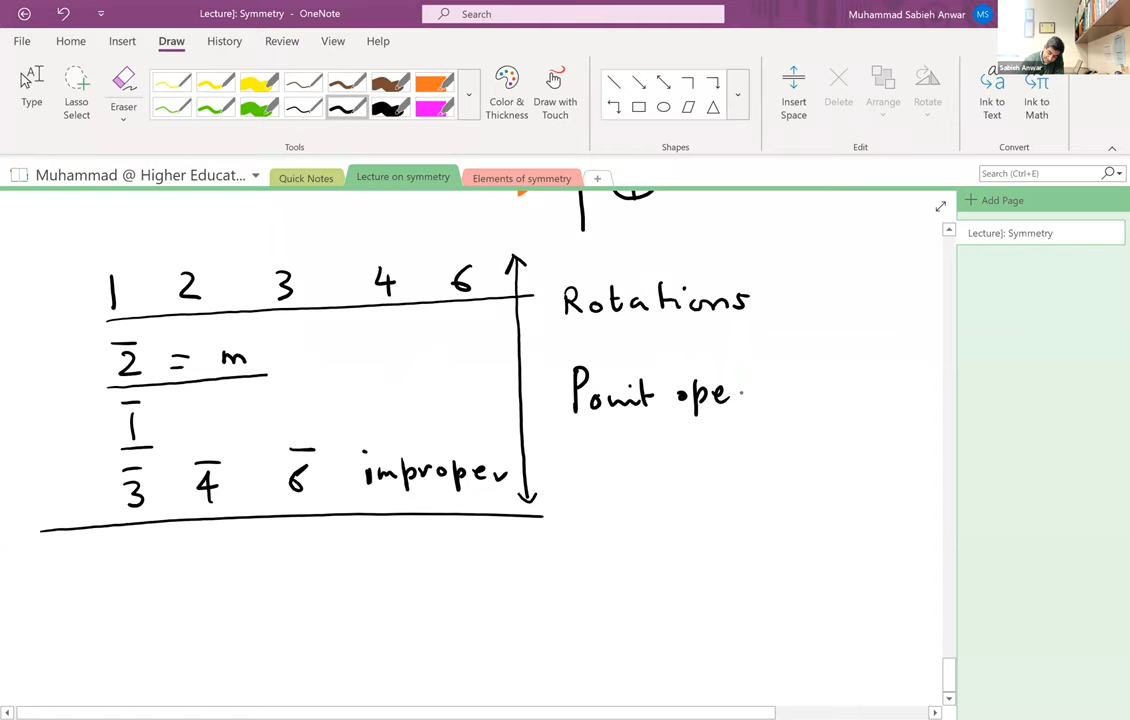 Lecture]: Symmetry - OneNote
Search
Muhammad Sabieh Anwar
MS
File Home Insert Draw History Review View Help
Sabieh Anwar
Type
Lasso Select
Eraser
Color & Thickness
Draw with Touch
Insert Space
Delete
Arrange
Rotate
Ink to Text
Ink to Math
Tools
Shapes
Edit
Convert
Muhammad @ Higher Educat...
Quick Notes
Lecture on symmetry
Elements of symmetry
Search (Ctrl+E)
Add Page
Lecture]: Symmetry
1 2 3 4 6 Rotations
2̅ = m
Point ope
1̅
3̅ 4̅ 6̅ improper